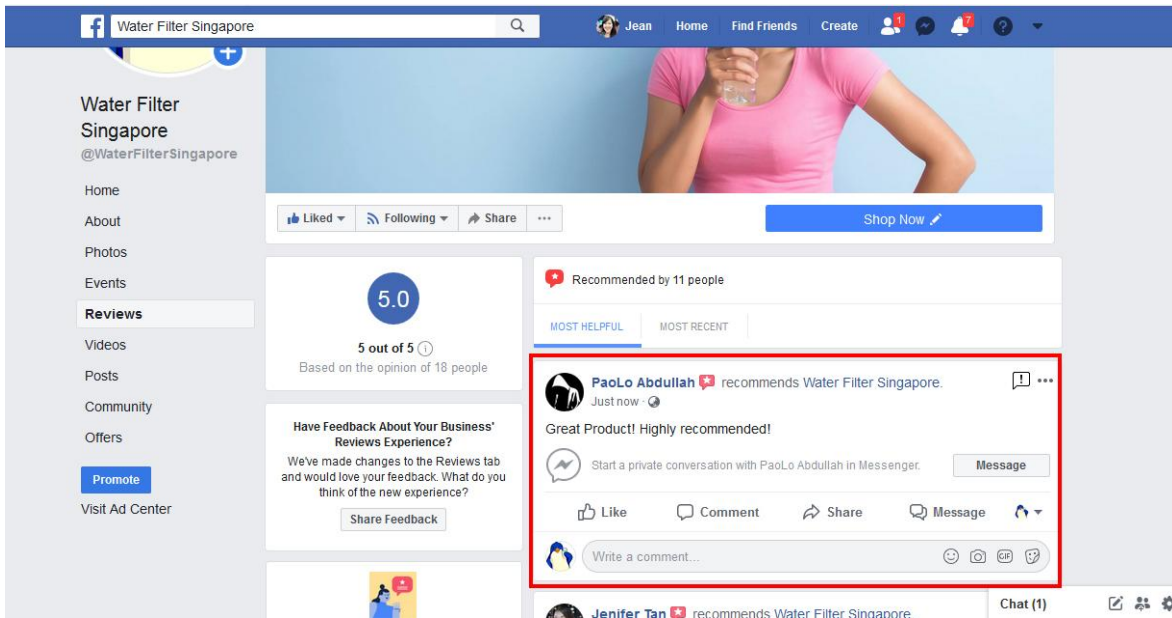 Water Filter Singapore
Jean
Home
Find Friends
Create
1
7
Water Filter
Singapore
@WaterFilterSingapore
Home
About
Photos
Events
Reviews
Videos
Posts
Community
Offers
Promote
Visit Ad Center
Liked
Following
Share
Shop Now
5.0
5 out of 5
Based on the opinion of 18 people
Have Feedback About Your Business'
Reviews Experience?
We've made changes to the Reviews tab
and would love your feedback. What do you
think of the new experience?
Share Feedback
Recommended by 11 people
MOST HELPFUL
MOST RECENT
PaoLo Abdullah recommends Water Filter Singapore.
Just now ·
Great Product! Highly recommended!
Start a private conversation with PaoLo Abdullah in Messenger.
Message
Like
Comment
Share
Message
Write a comment...
GIF
Jenifer Tan recommends Water Filter Singapore.
Chat (1)